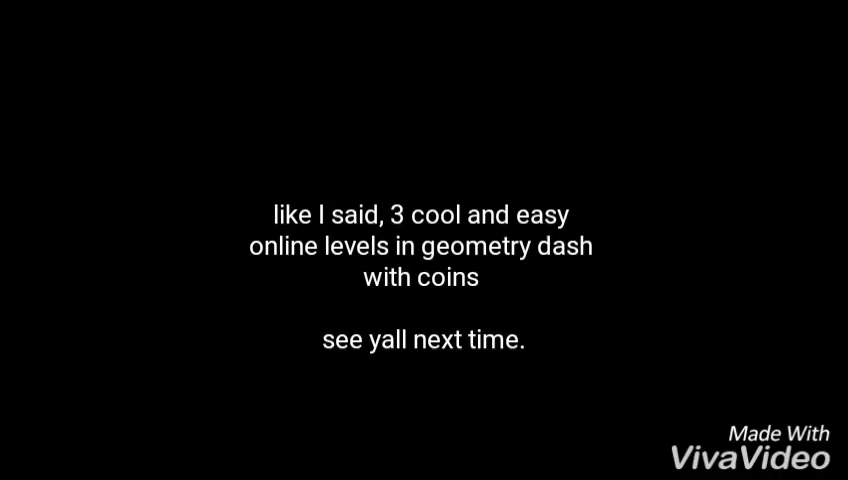 like I said, 3 cool and easy
online levels in geometry dash
with coins
see yall next time.
Made With
VivaVideo